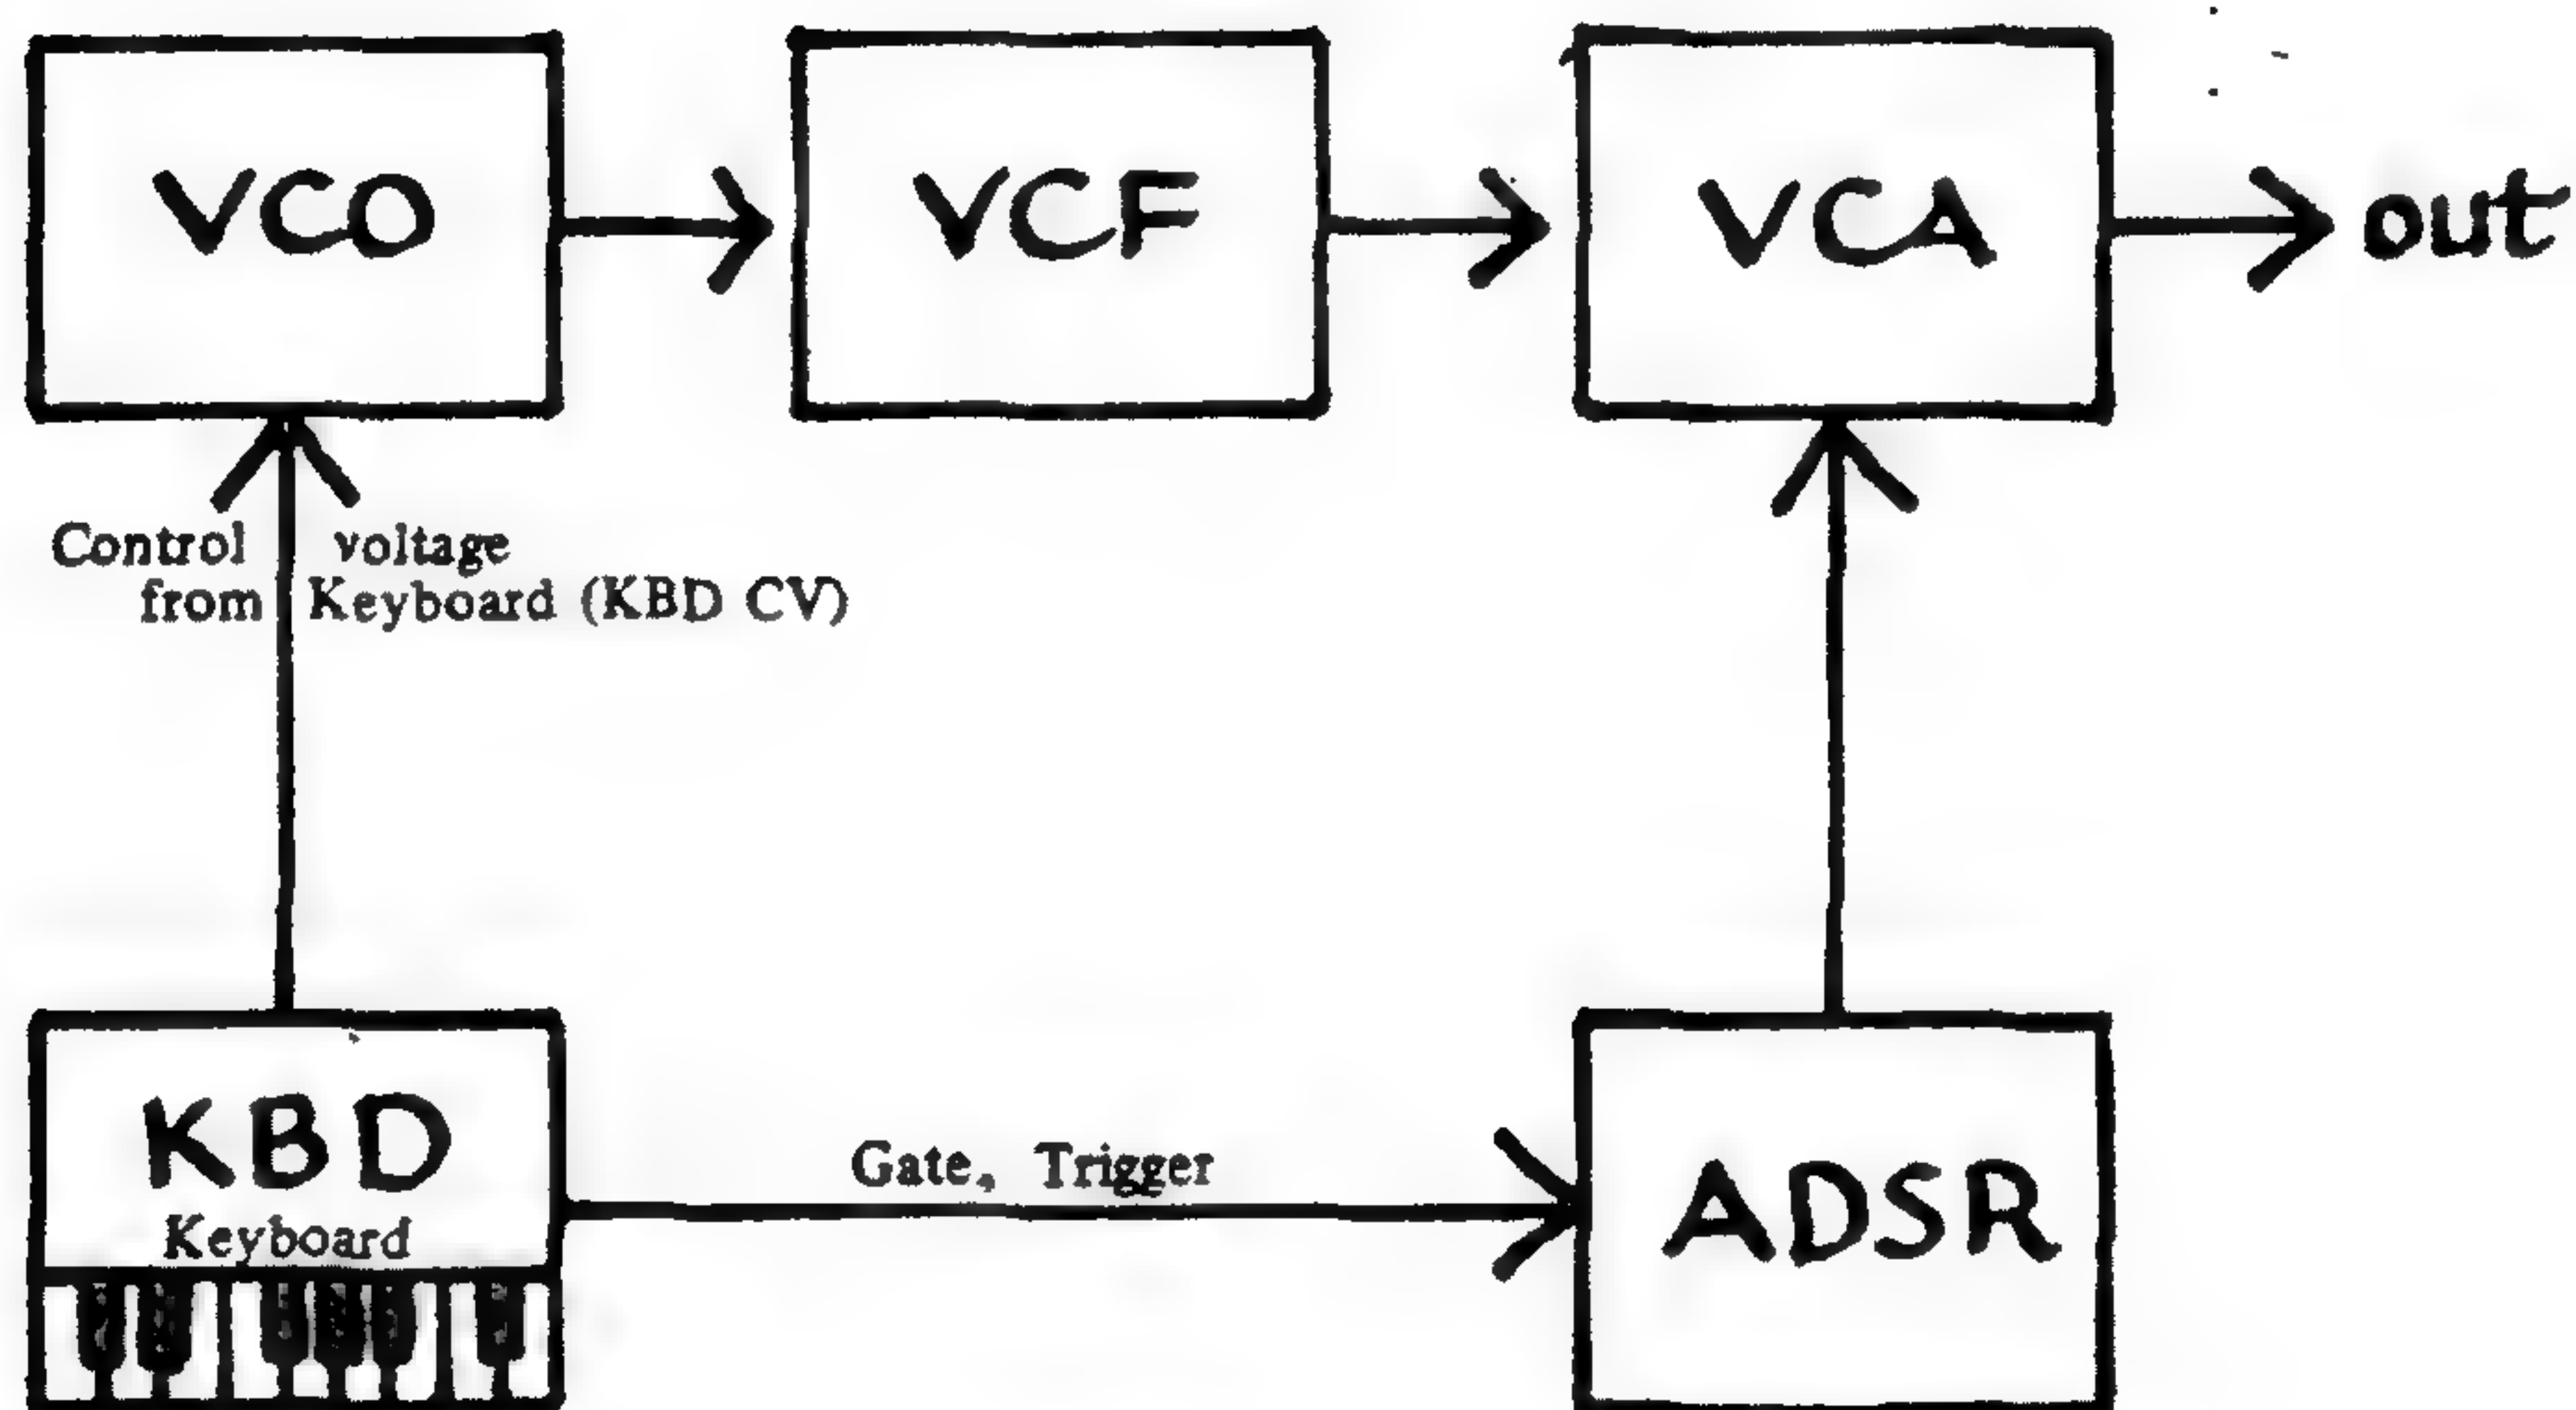 VCO
VCF
VCA
out
Control voltage
from Keyboard (KBD CV)
KBD
Keyboard
Gate, Trigger
ADSR